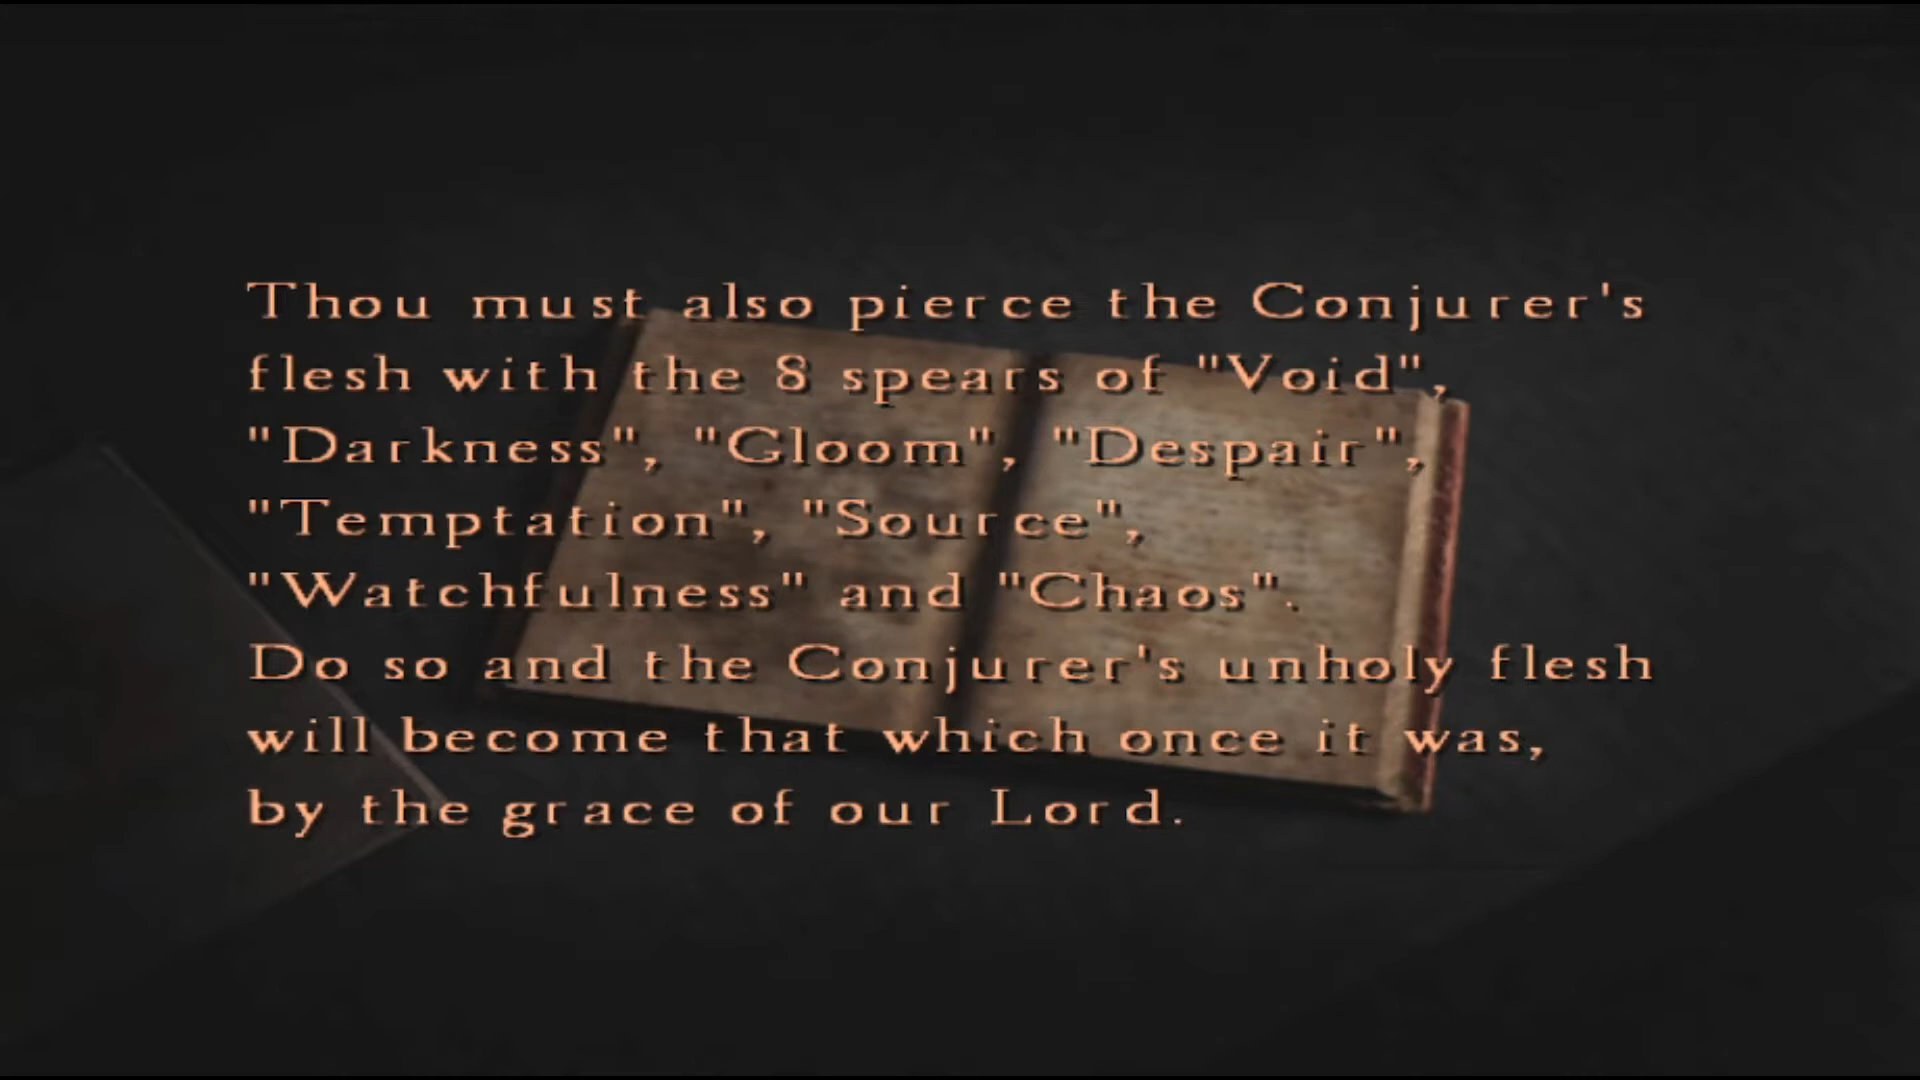 Thou must also pierce the Conjurer's
flesh with the 8 spears of "Void",
"Darkness", "Gloom", "Despair",
"Temptation", "Source",
"Watchfulness" and "Chaos".
Do so and the Conjurer's unholy flesh
will become that which once it was,
by the grace of our Lord.